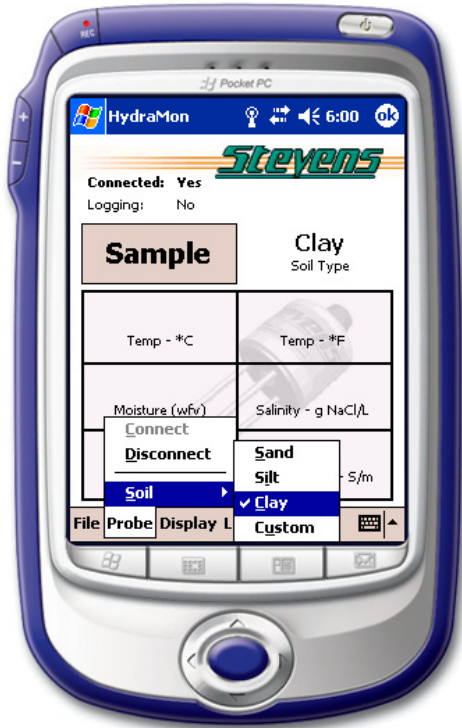 REC
Pocket PC
HydraMon 6:00 ok
Stevens
Connected: Yes
Logging: No
Sample
Clay
Soil Type
Temp - *C
Temp - *F
Moisture (wfv)
Salinity - g NaCl/L
Connect
Disconnect
Soil
Sand
Silt
Clay
Custom
- S/m
File Probe Display L